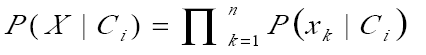 P(X | C_i) = ∏_{k=1}^{n} P(x_k | C_i)